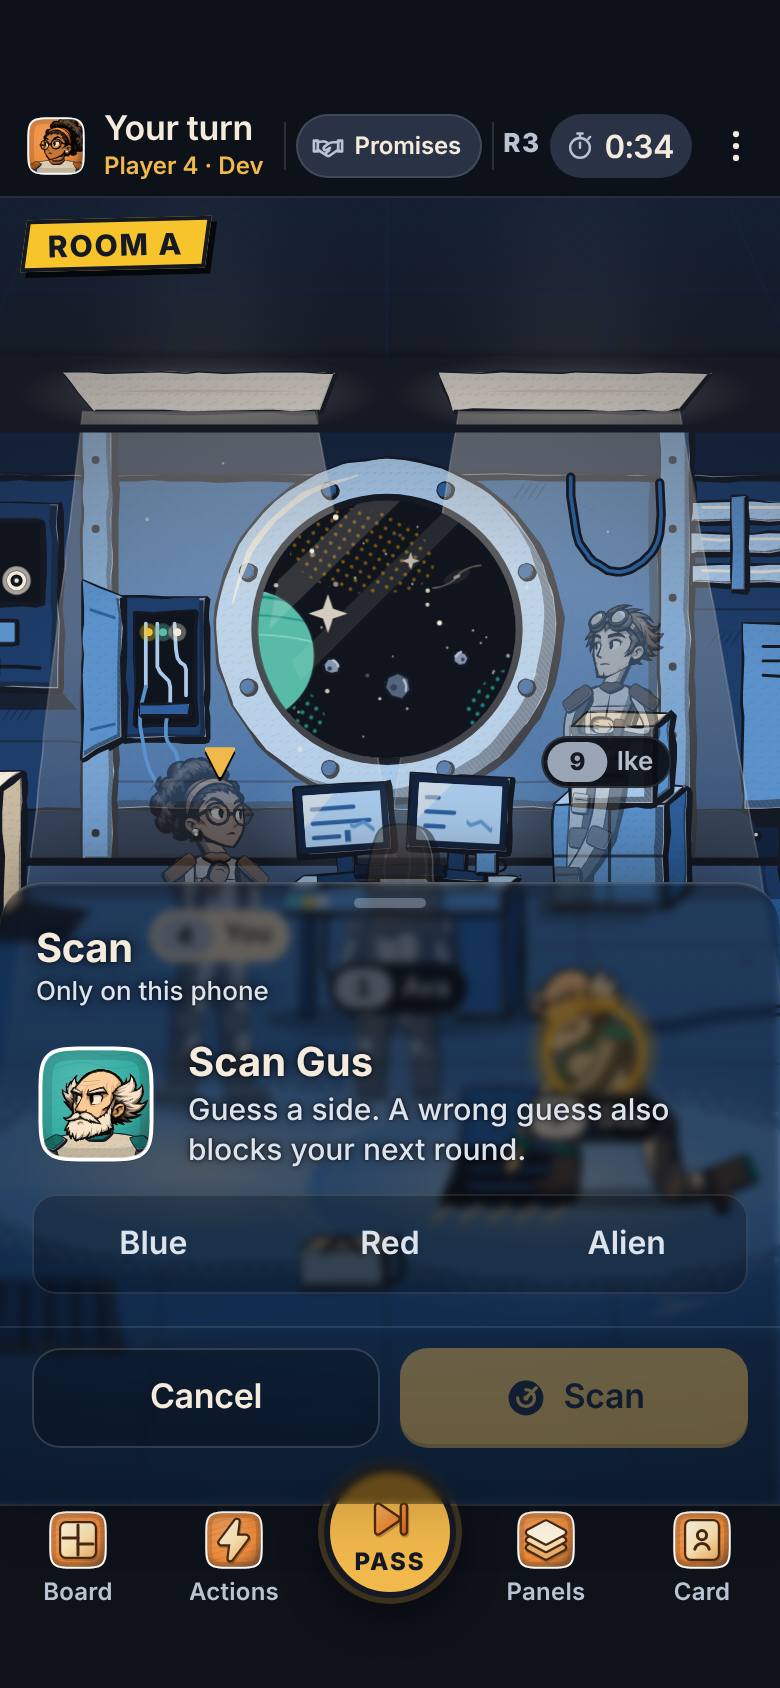 Your turn
Player 4 · Dev
Promises
R3
0:34
ROOM A
9 Ike
Scan
4 You
Only on this phone
Scan Gus
Guess a side. A wrong guess also
blocks your next round.
Blue Red Alien
Cancel Scan
PASS
Board Actions Panels Card